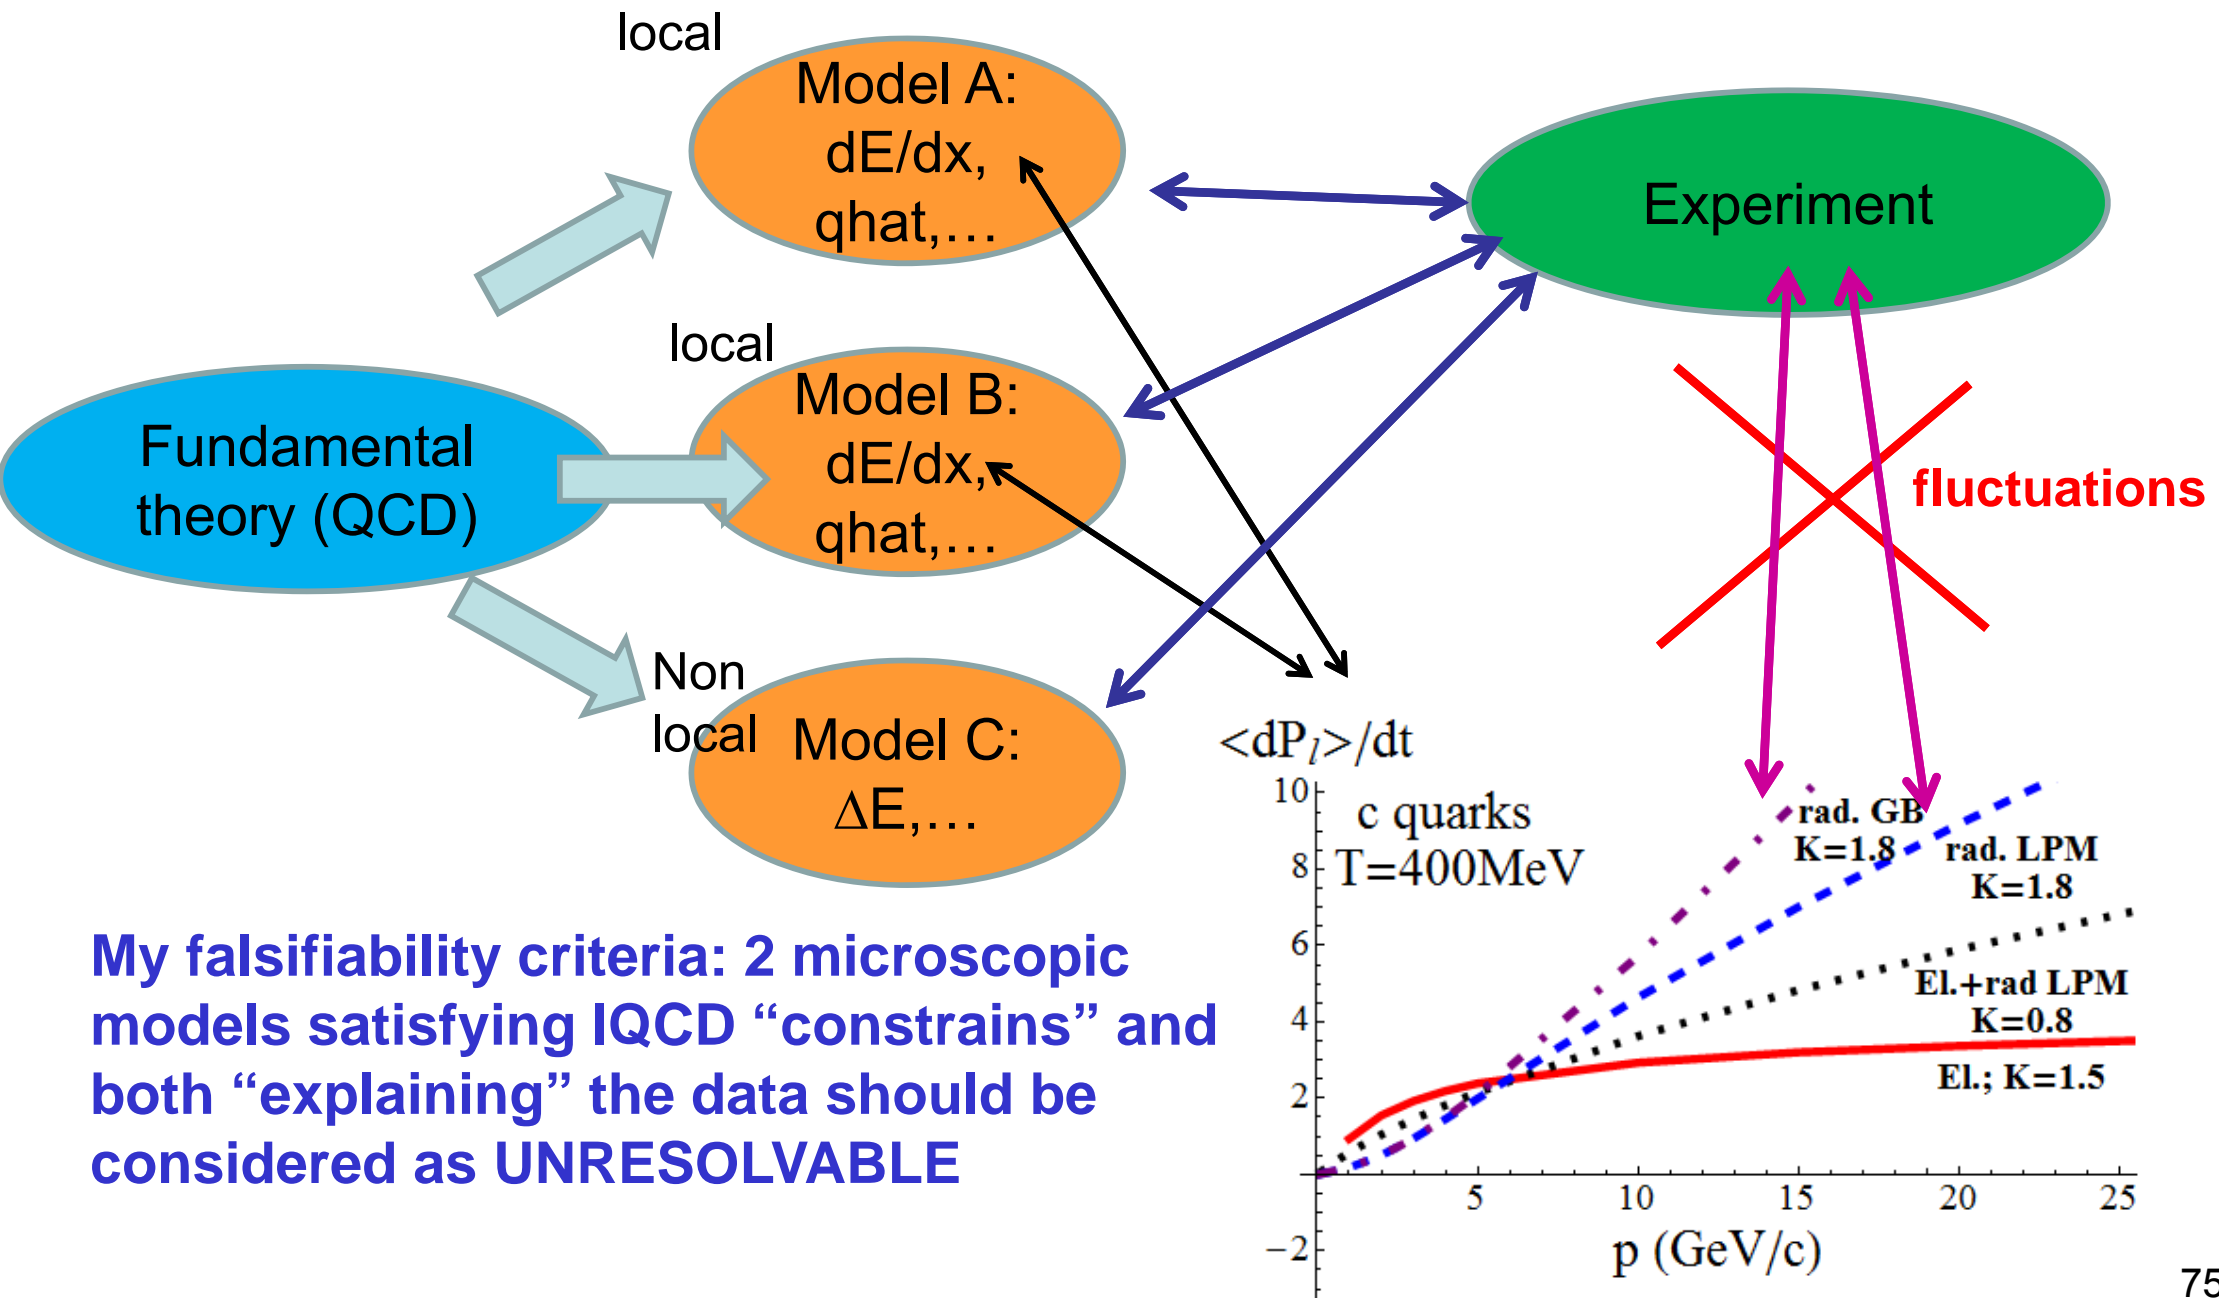 local
Model A:
dE/dx,
qhat,…
Experiment
local
Model B:
dE/dx,
qhat,…
Fundamental
theory (QCD)
fluctuations
Non
local
Model C:
ΔE,…
<dPl>/dt
10
8
6
4
2
−2
c quarks
T=400MeV
rad. GB
K=1.8
rad. LPM
K=1.8
El.+rad LPM
K=0.8
El.; K=1.5
5 10 15 20 25
p (GeV/c)
My falsifiability criteria: 2 microscopic
models satisfying lQCD “constrains” and
both “explaining” the data should be
considered as UNRESOLVABLE
75